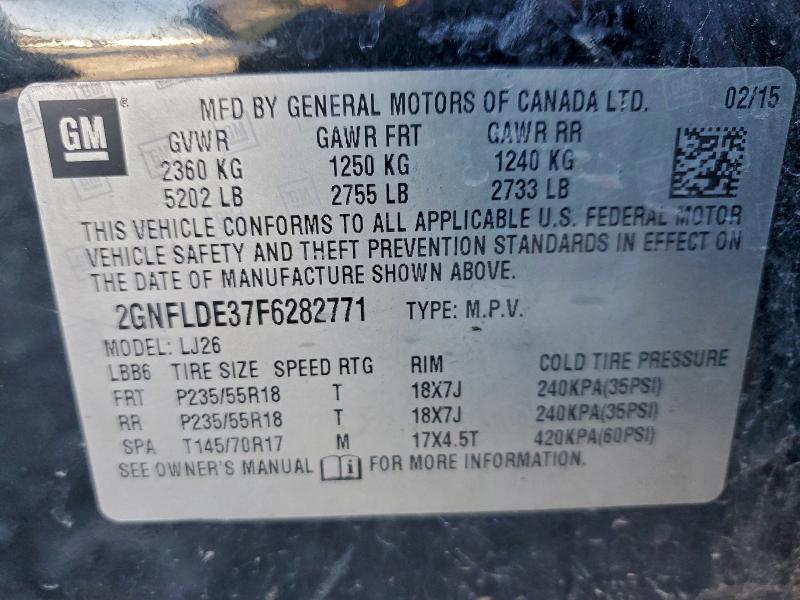 GM ® MFD BY GENERAL MOTORS OF CANADA LTD. 02/15
GVWR GAWR FRT GAWR RR
2360 KG 1250 KG 1240 KG
5202 LB 2755 LB 2733 LB
THIS VEHICLE CONFORMS TO ALL APPLICABLE U.S. FEDERAL MOTOR
VEHICLE SAFETY AND THEFT PREVENTION STANDARDS IN EFFECT ON
THE DATE OF MANUFACTURE SHOWN ABOVE.
2GNFLDE37F6282771 TYPE: M.P.V.
MODEL: LJ26
LBB6 TIRE SIZE SPEED RTG RIM COLD TIRE PRESSURE
FRT P235/55R18 T 18X7J 240KPA(35PSI)
RR P235/55R18 T 18X7J 240KPA(35PSI)
SPA T145/70R17 M 17X4.5T 420KPA(60PSI)
SEE OWNER'S MANUAL FOR MORE INFORMATION.